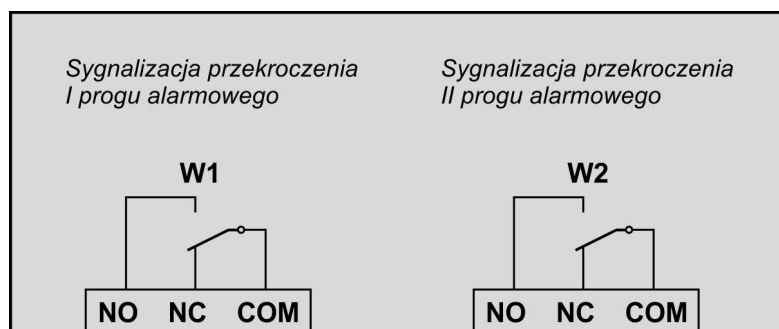 Sygnalizacja przekroczenia
I progu alarmowego
Sygnalizacja przekroczenia
II progu alarmowego
W1
W2
NO NC COM
NO NC COM